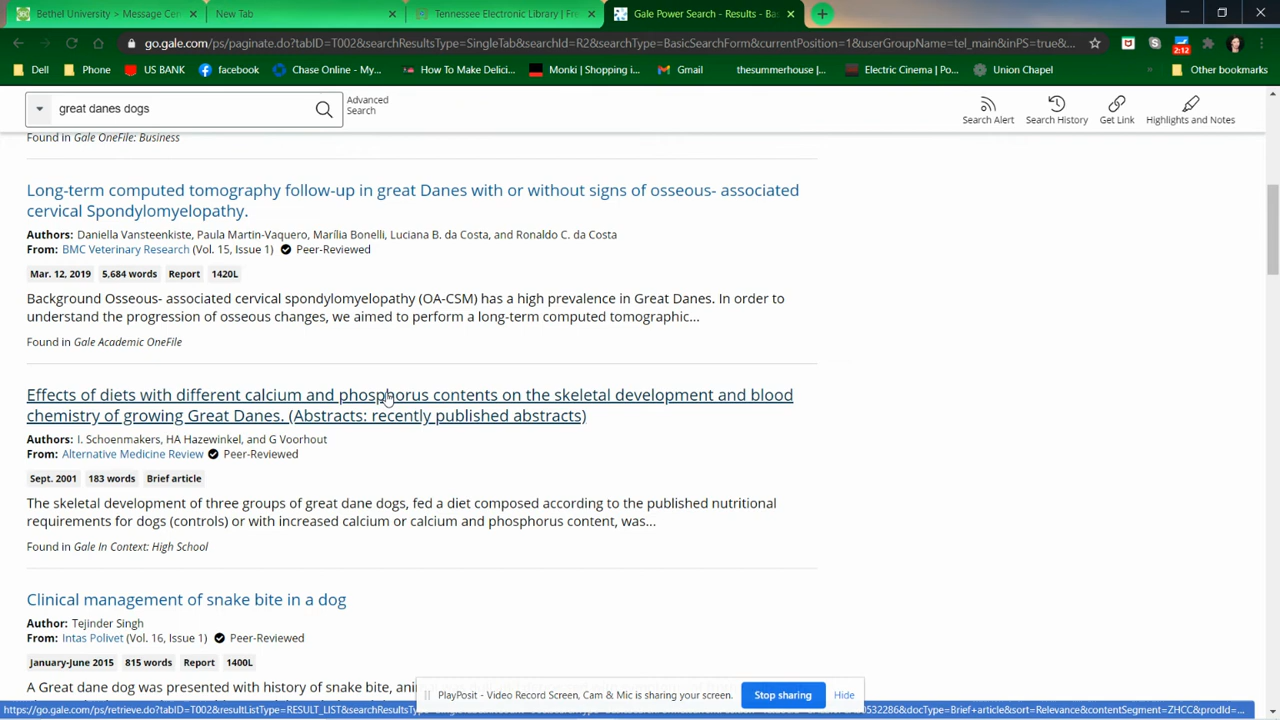 Bethel University > Message Cen
New Tab
Tennessee Electronic Library | Fr
Gale Power Search - Results - Ba
go.gale.com/ps/paginate.do?tabID=T002&searchResultsType=SingleTab&searchId=R2&searchType=BasicSearchForm&currentPosition=1&userGroupName=tel_main&inPS=true&...
2:12
Dell
Phone
US BANK
facebook
Chase Online - My...
How To Make Delici...
Monki | Shopping i...
Gmail
thesummerhouse |...
Electric Cinema | Po...
Union Chapel
Other bookmarks
great danes dogs
Advanced
Search
Search Alert
Search History
Get Link
Highlights and Notes
Found in Gale OneFile: Business
Long-term computed tomography follow-up in great Danes with or without signs of osseous- associated
cervical Spondylomyelopathy.
Authors: Daniella Vansteenkiste, Paula Martin-Vaquero, Marília Bonelli, Luciana B. da Costa, and Ronaldo C. da Costa
From: BMC Veterinary Research (Vol. 15, Issue 1) Peer-Reviewed
Mar. 12, 2019 5,684 words Report 1420L
Background Osseous- associated cervical spondylomyelopathy (OA-CSM) has a high prevalence in Great Danes. In order to
understand the progression of osseous changes, we aimed to perform a long-term computed tomographic...
Found in Gale Academic OneFile
Effects of diets with different calcium and phosphorus contents on the skeletal development and blood
chemistry of growing Great Danes. (Abstracts: recently published abstracts)
Authors: I. Schoenmakers, HA Hazewinkel, and G Voorhout
From: Alternative Medicine Review Peer-Reviewed
Sept. 2001 183 words Brief article
The skeletal development of three groups of great dane dogs, fed a diet composed according to the published nutritional
requirements for dogs (controls) or with increased calcium or calcium and phosphorus content, was...
Found in Gale In Context: High School
Clinical management of snake bite in a dog
Author: Tejinder Singh
From: Intas Polivet (Vol. 16, Issue 1) Peer-Reviewed
January-June 2015 815 words Report 1400L
A Great dane dog was presented with history of snake bite,
PlayPosit - Video Record Screen, Cam & Mic is sharing your screen.
Stop sharing
Hide